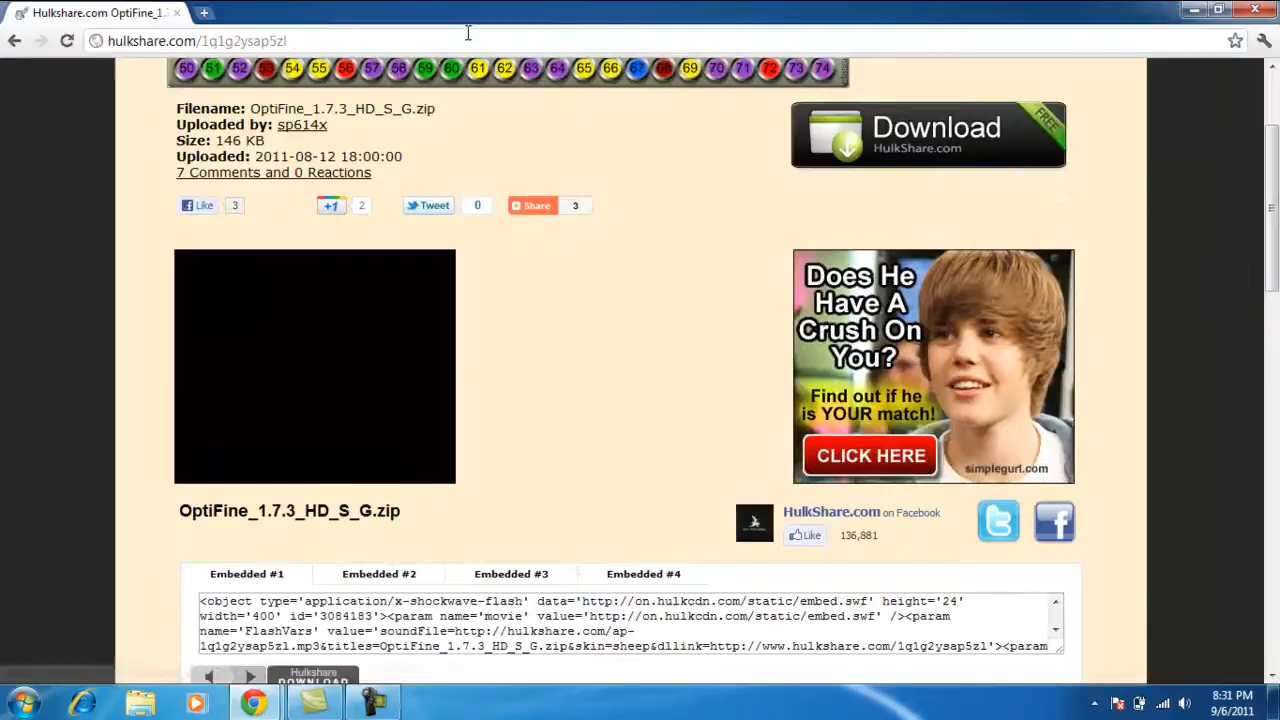 Hulkshare.com OptiFine_1.7
hulkshare.com/1q1g2ysap5zl
50 51 52 53 54 55 56 57 58 59 60 61 62 63 64 65 66 67 68 69 70 71 72 73 74
Filename: OptiFine_1.7.3_HD_S_G.zip
Uploaded by: sp614x
Size: 146 KB
Uploaded: 2011-08-12 18:00:00
7 Comments and 0 Reactions
Download
HulkShare.com
FREE
Like 3 +1 2 Tweet 0 Share 3
Does He
Have A
Crush On
You?
Find out if he
is YOUR match!
CLICK HERE
simplegurl.com
OptiFine_1.7.3_HD_S_G.zip
HulkShare.com on Facebook
Like 136,881
Embedded #1 Embedded #2 Embedded #3 Embedded #4
<object type='application/x-shockwave-flash' data='http://on.hulkcdn.com/static/embed.swf' height='24'
width='400' id='3084183'><param name='movie' value='http://on.hulkcdn.com/static/embed.swf' /><param
name='FlashVars' value='soundFile=http://hulkshare.com/ap-
1q1g2ysap5zl.mp3&titles=OptiFine_1.7.3_HD_S_G.zip&skin=sheep&dllink=http://www.hulkshare.com/1q1g2ysap5zl'><param
Hulkshare
DOWNLOAD
8:31 PM
9/6/2011